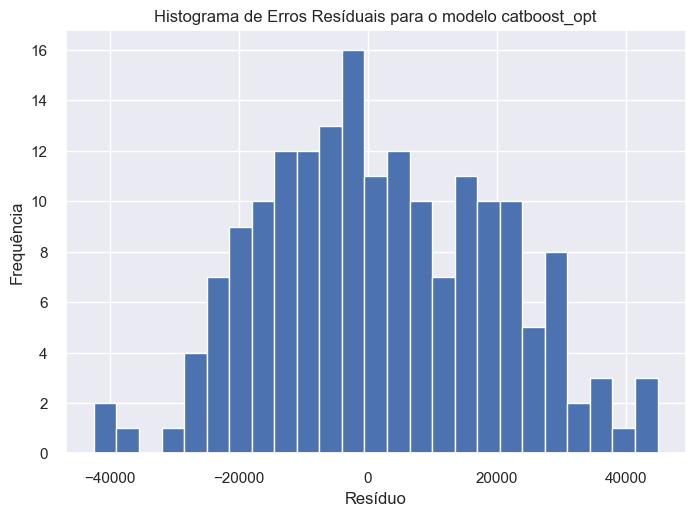 Histograma de Erros Resíduais para o modelo catboost_opt
16
14
12
10
8
6
4
2
0
Frequência
−40000 −20000 0 20000 40000
Resíduo